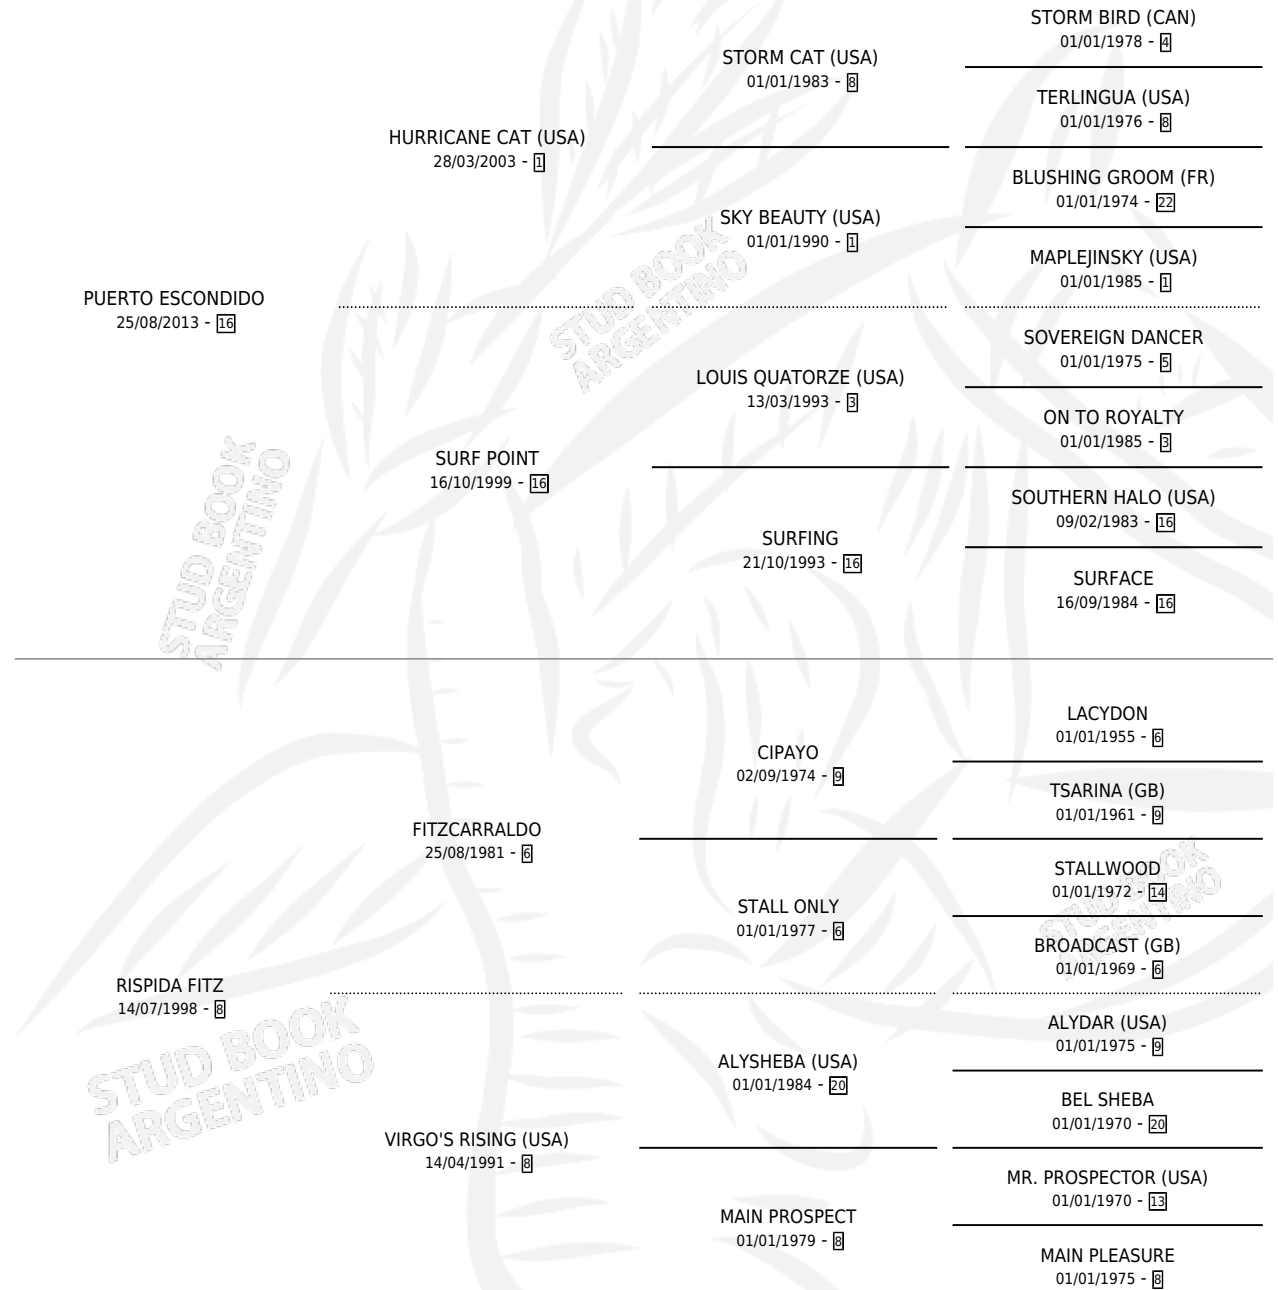 STORM BIRD (CAN)
01/01/1978 - 4
STORM CAT (USA)
01/01/1983 - 8
TERLINGUA (USA)
01/01/1976 - 8
HURRICANE CAT (USA)
28/03/2003 - 1
BLUSHING GROOM (FR)
01/01/1974 - 22
SKY BEAUTY (USA)
01/01/1990 - 1
MAPLEJINSKY (USA)
01/01/1985 - 1
PUERTO ESCONDIDO
25/08/2013 - 16
STUD BOOK
ARGENTINO
SOVEREIGN DANCER
01/01/1975 - 5
LOUIS QUATORZE (USA)
13/03/1993 - 3
ON TO ROYALTY
01/01/1985 - 3
SURF POINT
16/10/1999 - 16
SOUTHERN HALO (USA)
09/02/1983 - 16
SURFING
21/10/1993 - 16
SURFACE
16/09/1984 - 16
STUD BOOK
ARGENTINO
LACYDON
01/01/1955 - 6
CIPAYO
02/09/1974 - 9
TSARINA (GB)
01/01/1961 - 9
FITZCARRALDO
25/08/1981 - 6
STALLWOOD
01/01/1972 - 14
STALL ONLY
01/01/1977 - 6
STUD BOOK
ARGENTINO
BROADCAST (GB)
01/01/1969 - 6
RISPIDA FITZ
14/07/1998 - 8
STUD BOOK
ARGENTINO
ALYDAR (USA)
01/01/1975 - 9
ALYSHEBA (USA)
01/01/1984 - 20
BEL SHEBA
01/01/1970 - 20
VIRGO'S RISING (USA)
14/04/1991 - 8
MR. PROSPECTOR (USA)
01/01/1970 - 13
MAIN PROSPECT
01/01/1979 - 8
MAIN PLEASURE
01/01/1975 - 8